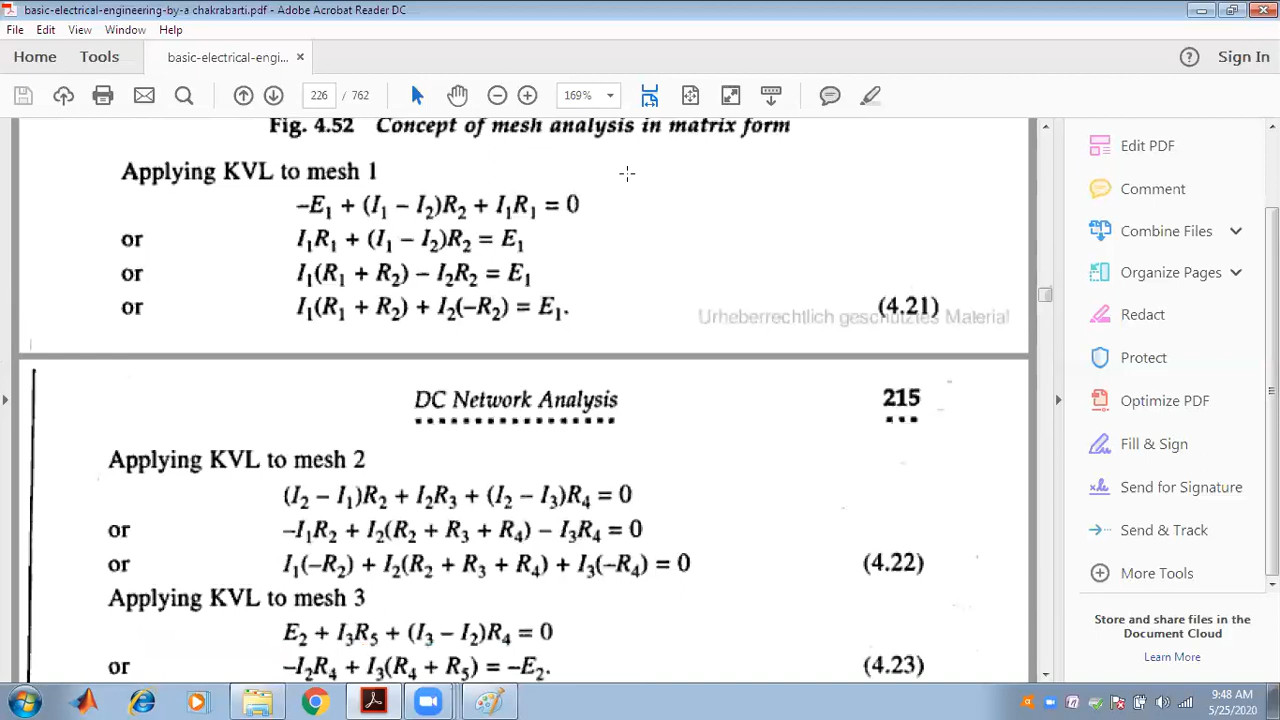 basic-electrical-engineering-by-a chakrabarti.pdf - Adobe Acrobat Reader DC
File Edit View Window Help
Home Tools basic-electrical-engi... × Sign In
226 / 762 169%
Fig. 4.52 Concept of mesh analysis in matrix form
Applying KVL to mesh 1
–E₁ + (I₁ – I₂)R₂ + I₁R₁ = 0
or I₁R₁ + (I₁ – I₂)R₂ = E₁
or I₁(R₁ + R₂) – I₂R₂ = E₁
or I₁(R₁ + R₂) + I₂(–R₂) = E₁. (4.21)
Urheberrechtlich geschütztes Material
DC Network Analysis 215
Applying KVL to mesh 2
(I₂ – I₁)R₂ + I₂R₃ + (I₂ – I₃)R₄ = 0
or –I₁R₂ + I₂(R₂ + R₃ + R₄) – I₃R₄ = 0
or I₁(–R₂) + I₂(R₂ + R₃ + R₄) + I₃(–R₄) = 0 (4.22)
Applying KVL to mesh 3
E₂ + I₃R₅ + (I₃ – I₂)R₄ = 0
or –I₂R₄ + I₃(R₄ + R₅) = –E₂. (4.23)
Edit PDF
Comment
Combine Files
Organize Pages
Redact
Protect
Optimize PDF
Fill & Sign
Send for Signature
Send & Track
More Tools
Store and share files in the
Document Cloud
Learn More
9:48 AM
5/25/2020